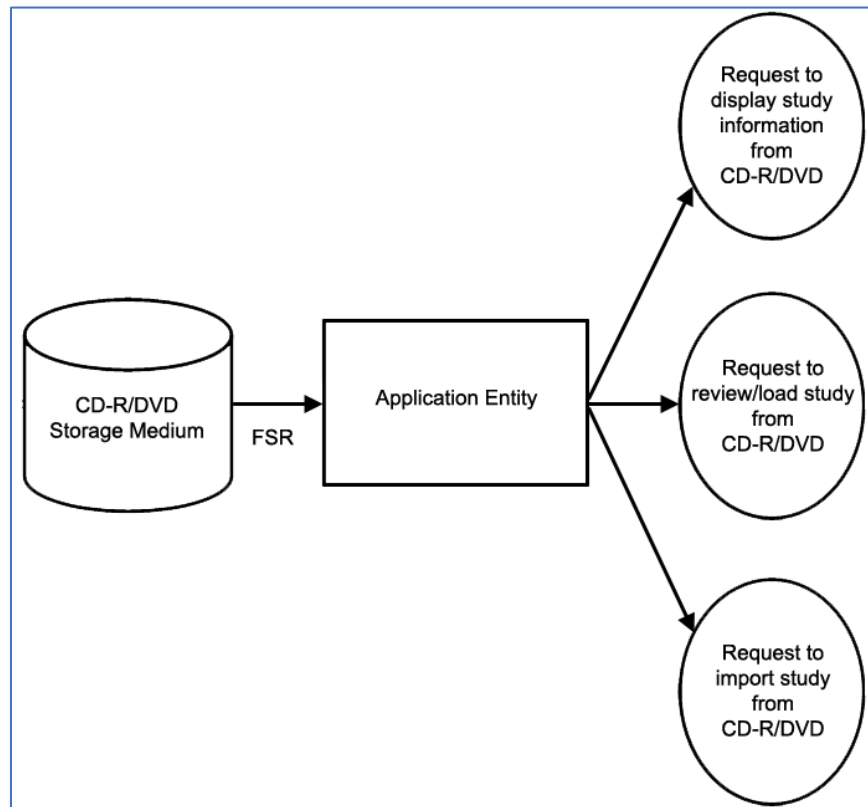 Request to
display study
information
from
CD-R/DVD
CD-R/DVD
Storage Medium
FSR
Application Entity
Request to
review/load study
from
CD-R/DVD
Request to
import study
from
CD-R/DVD